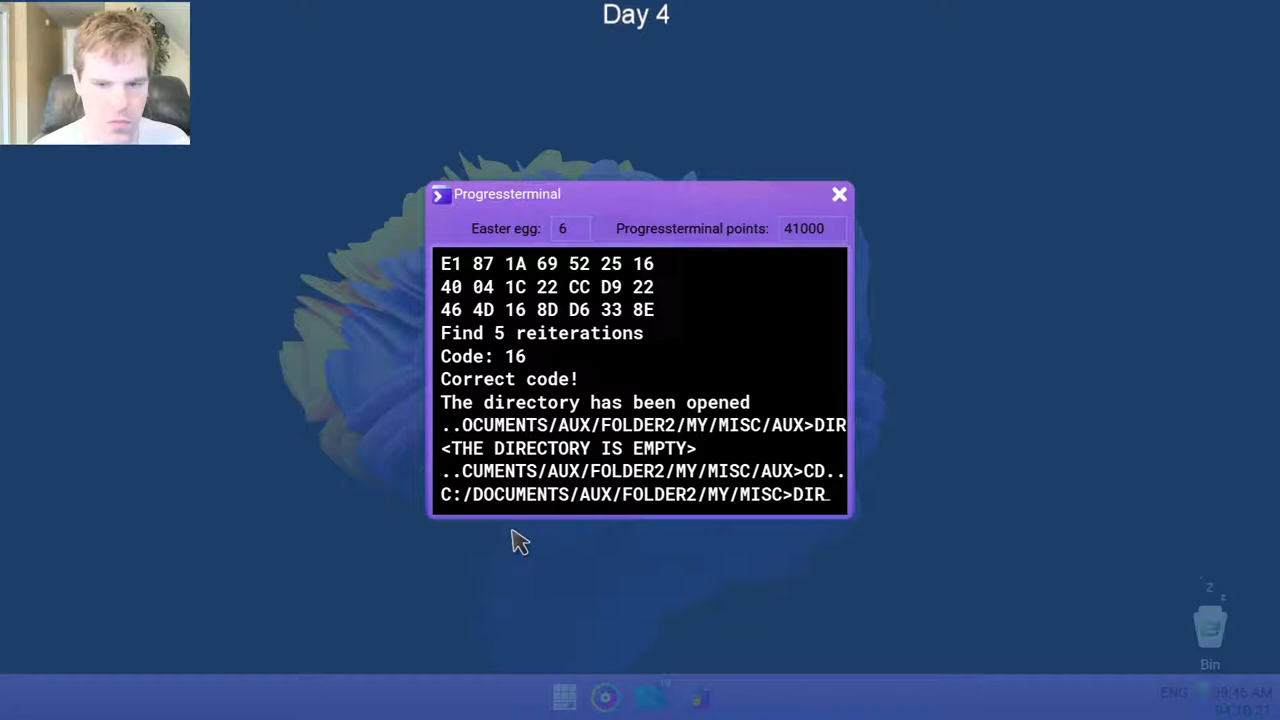 Day 4
Progressterminal
Easter egg: 6 Progressterminal points: 41000
E1 87 1A 69 52 25 16
40 04 1C 22 CC D9 22
46 4D 16 8D D6 33 8E
Find 5 reiterations
Code: 16
Correct code!
The directory has been opened
..OCUMENTS/AUX/FOLDER2/MY/MISC/AUX>DIR
<THE DIRECTORY IS EMPTY>
..CUMENTS/AUX/FOLDER2/MY/MISC/AUX>CD..
C:/DOCUMENTS/AUX/FOLDER2/MY/MISC>DIR_
Z
z
Bin
ENG